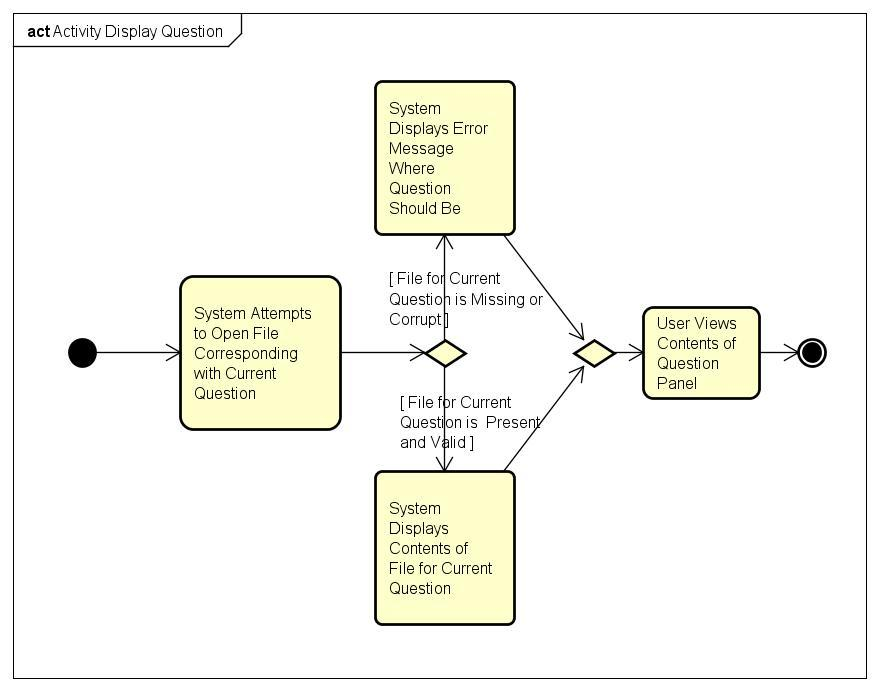 act Activity Display Question
System
Displays Error
Message
Where
Question
Should Be
[ File for Current
Question is Missing or
Corrupt ]
System Attempts
to Open File
Corresponding
with Current
Question
User Views
Contents of
Question
Panel
[ File for Current
Question is  Present
and Valid ]
System
Displays
Contents of
File for Current
Question